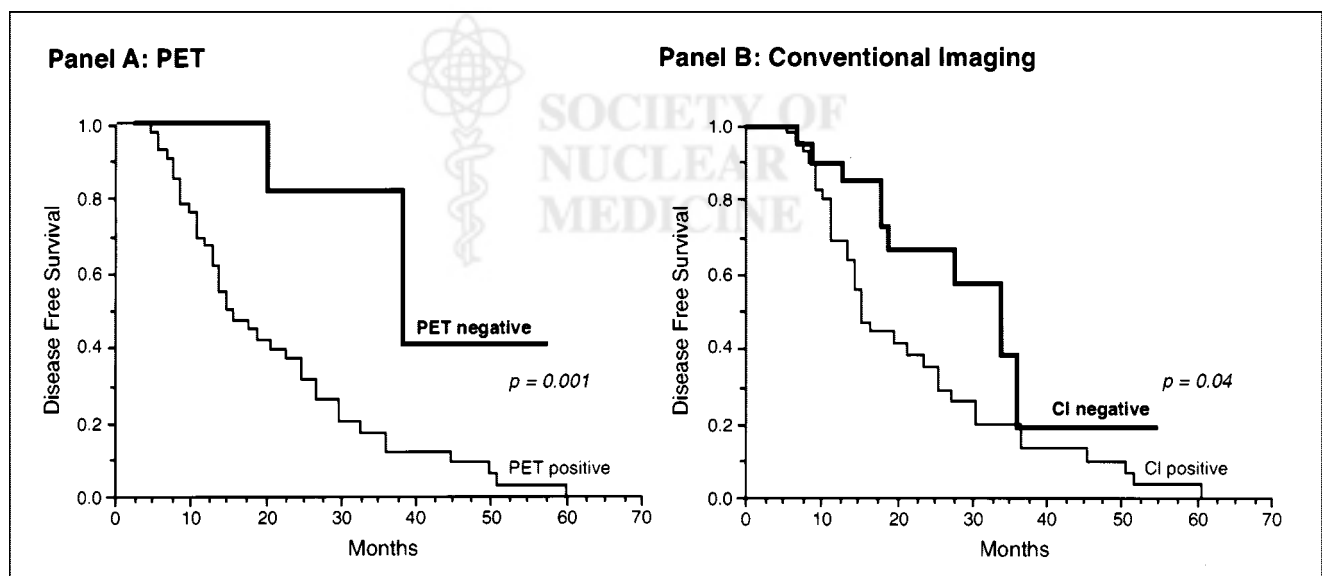 Panel A: PET
Panel B: Conventional Imaging
SOCIETY OF
NUCLEAR
MEDICINE
Disease Free Survival
1.0
0.8
0.6
0.4
0.2
0.0
PET negative
p = 0.001
PET positive
0 10 20 30 40 50 60 70
Months
Disease Free Survival
1.0
0.8
0.6
0.4
0.2
0.0
p = 0.04
CI negative
CI positive
0 10 20 30 40 50 60 70
Months